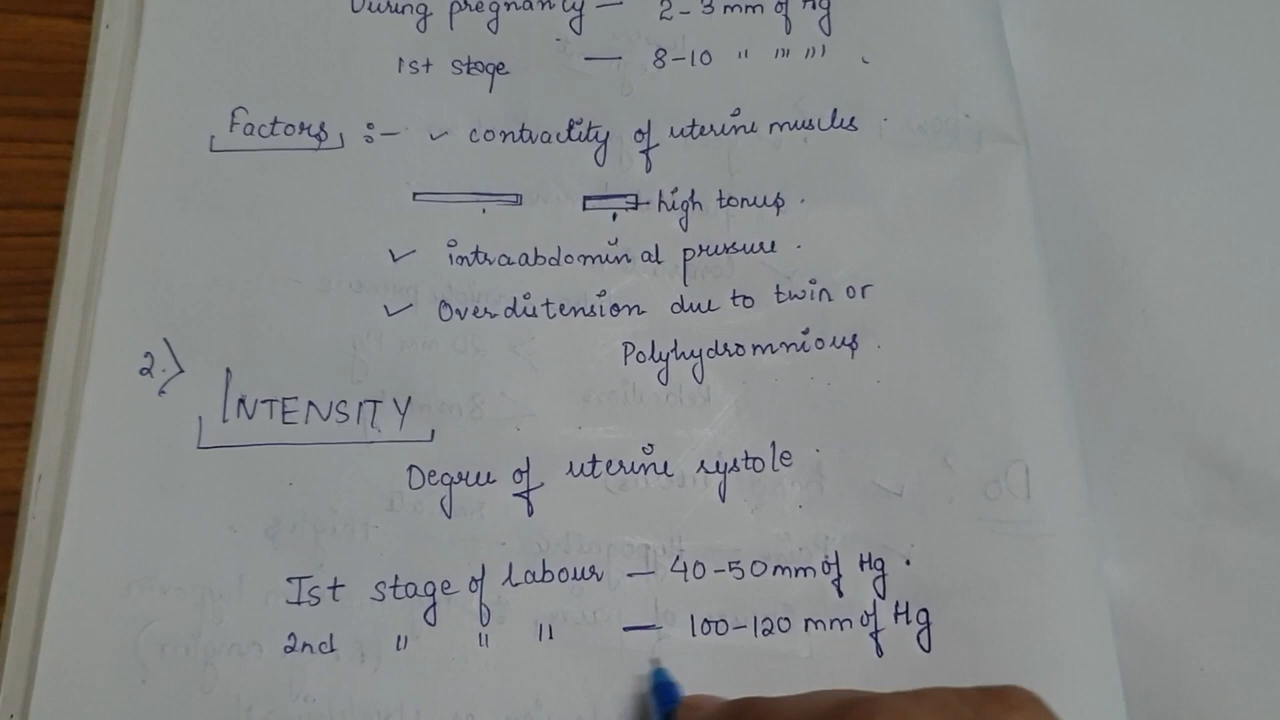 During pregnancy — 2-3 mm of Hg
1st stage — 8-10 " " "
Factors :- ✓ contractity of uterine muscles.
high tonus.
✓ intraabdominal pressure.
✓ Overdistension due to twin or
Polyhydromnious.
2.) INTENSITY
Degree of uterine systole.
Ist stage of labour — 40-50 mm of Hg.
2nd " " " — 100-120 mm of Hg